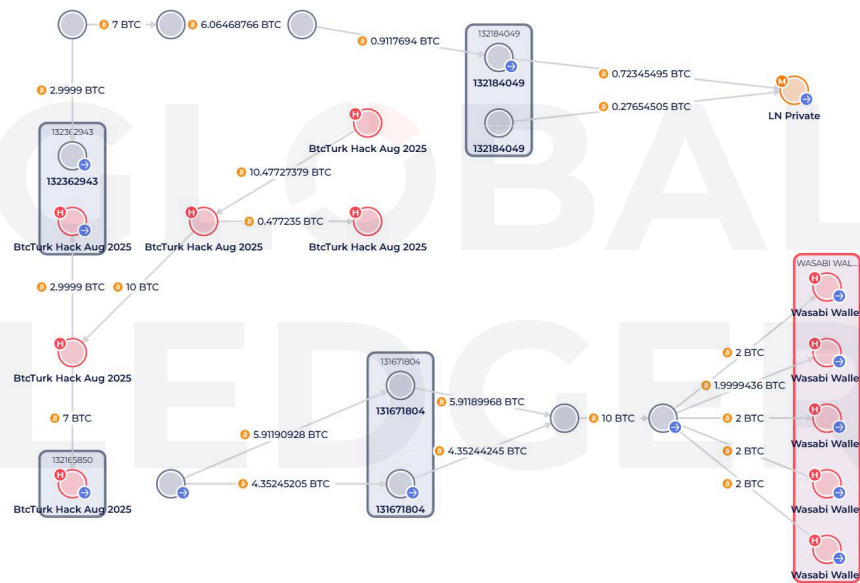 7 BTC
6.06468766 BTC
0.9117694 BTC
132184049
132184049
0.72345495 BTC
0.27654505 BTC
132184049
LN Private
2.9999 BTC
132362943
132362943
BtcTurk Hack Aug 2025
BtcTurk Hack Aug 2025
10.47727379 BTC
BtcTurk Hack Aug 2025
0.477235 BTC
BtcTurk Hack Aug 2025
2.9999 BTC
10 BTC
BtcTurk Hack Aug 2025
7 BTC
132165850
BtcTurk Hack Aug 2025
5.91190928 BTC
4.35245205 BTC
131671804
131671804
131671804
5.91189968 BTC
4.35244245 BTC
10 BTC
2 BTC
1.9999436 BTC
2 BTC
2 BTC
2 BTC
WASABI WAL...
Wasabi Walle
Wasabi Walle
Wasabi Walle
Wasabi Walle
Wasabi Walle
GLOBAL
LEDGER